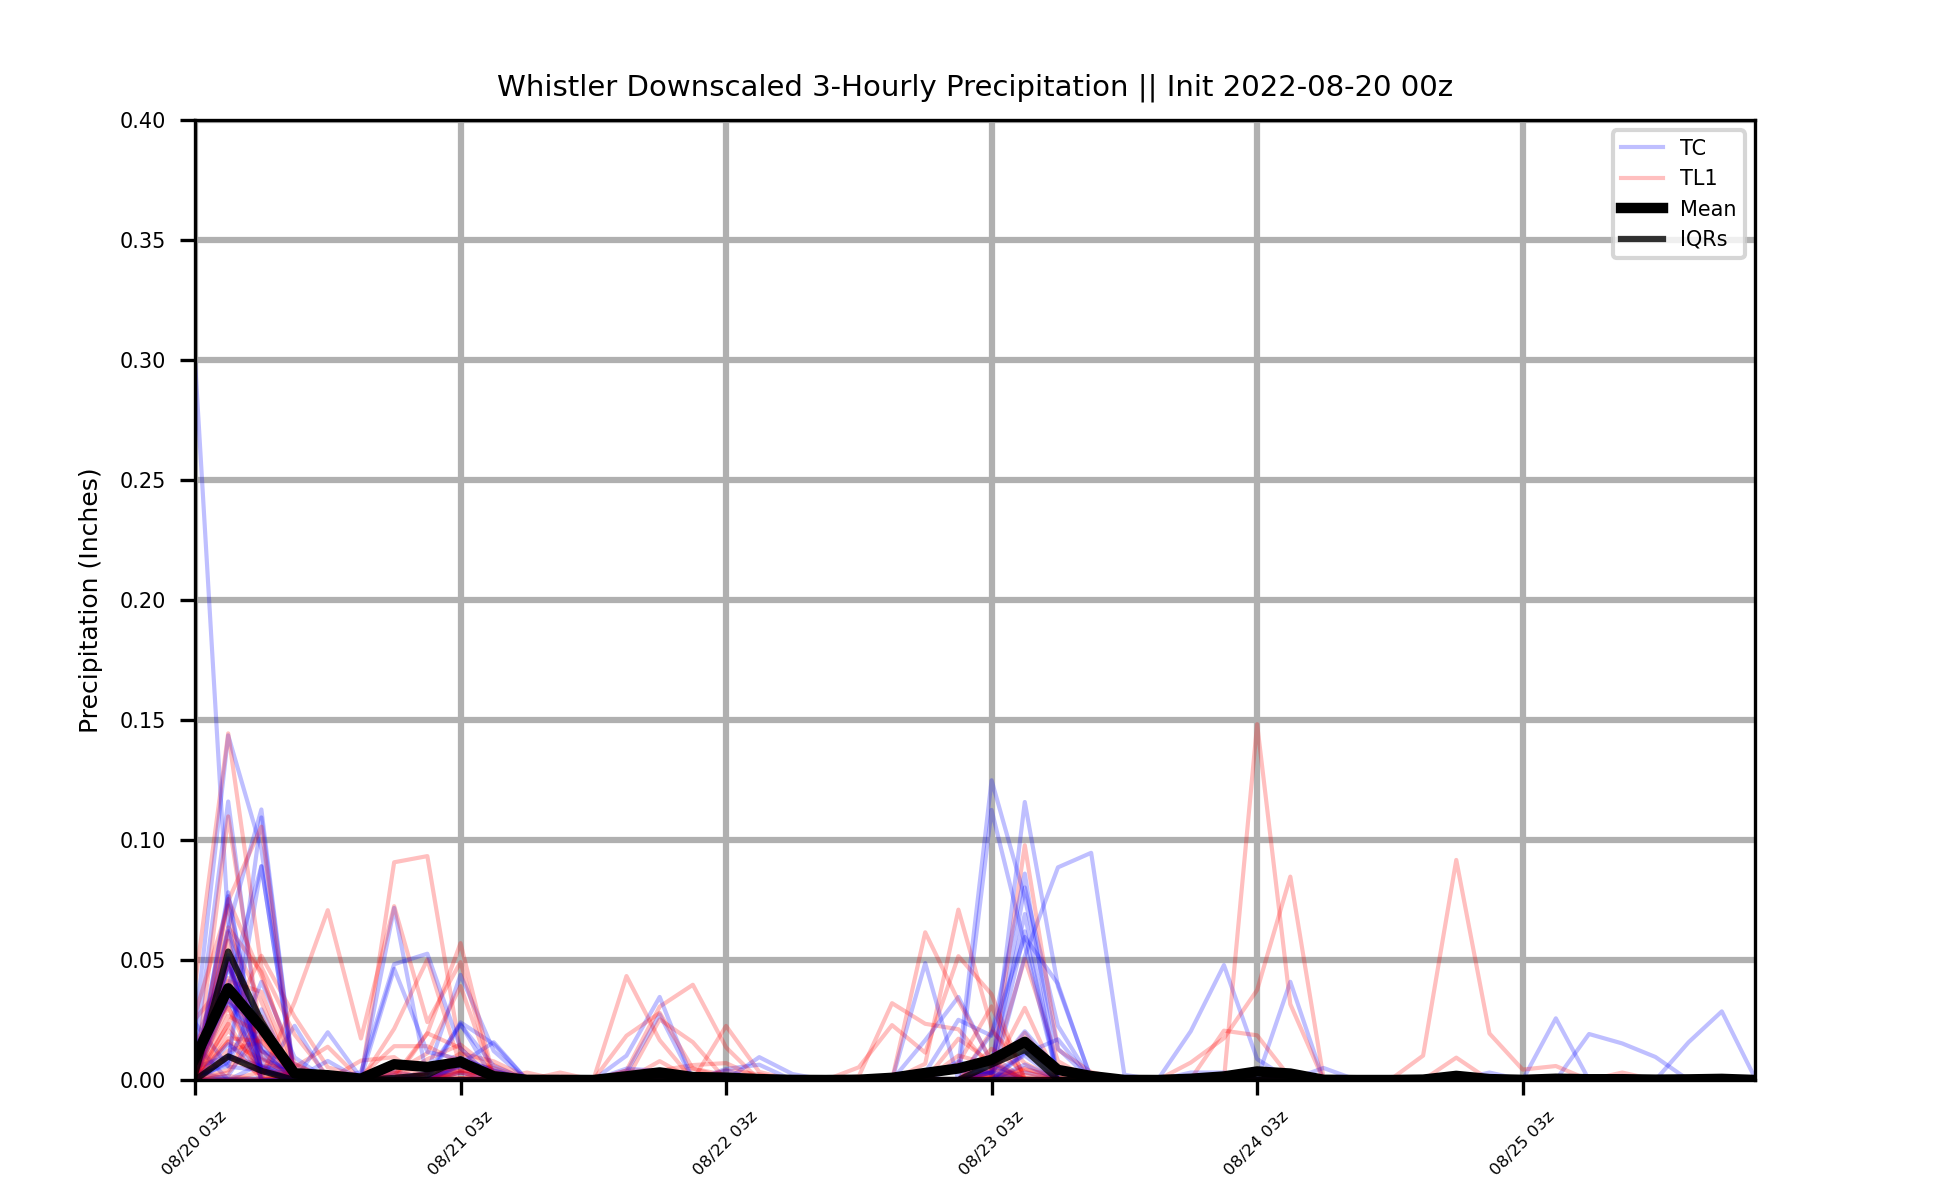 Whistler Downscaled 3-Hourly Precipitation || Init 2022-08-20 00z
TC
TL1
Mean
IQRs
Precipitation (Inches)
0.40
0.35
0.30
0.25
0.20
0.15
0.10
0.05
0.00
08/20 03z
08/21 03z
08/22 03z
08/23 03z
08/24 03z
08/25 03z